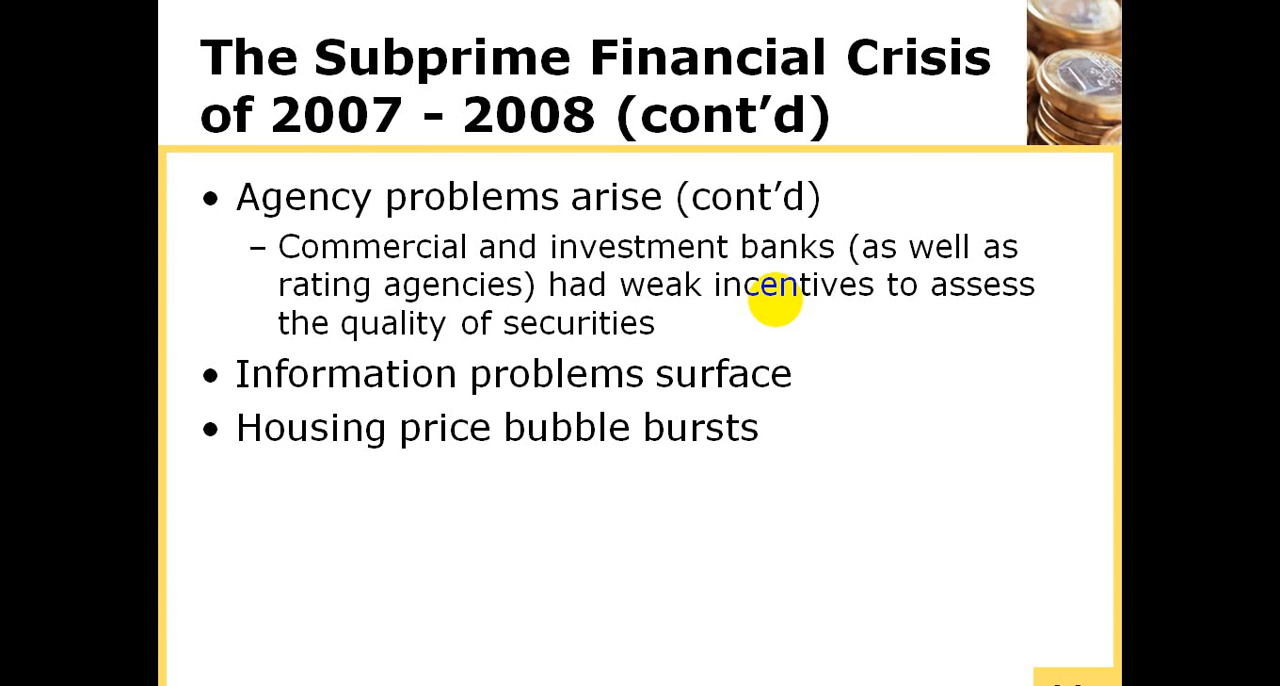 The Subprime Financial Crisis
of 2007 - 2008 (cont’d)
• Agency problems arise (cont’d)
– Commercial and investment banks (as well as
rating agencies) had weak incentives to assess
the quality of securities
• Information problems surface
• Housing price bubble bursts